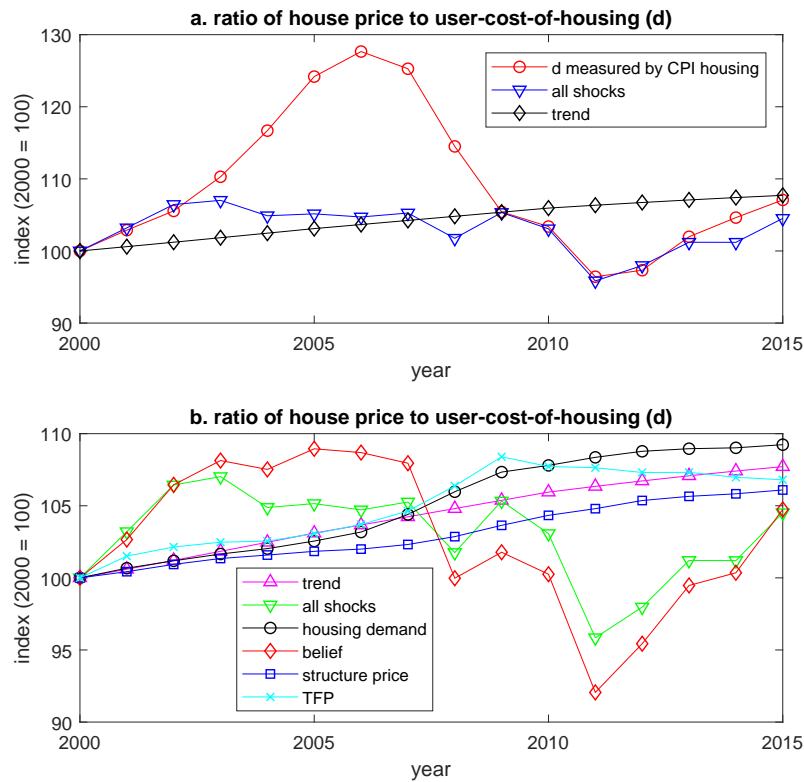 a. ratio of house price to user-cost-of-housing (d)
130
120
110
100
90
index (2000 = 100)
d measured by CPI housing
all shocks
trend
2000 2005 2010 2015
year
b. ratio of house price to user-cost-of-housing (d)
110
105
100
95
90
index (2000 = 100)
trend
all shocks
housing demand
belief
structure price
TFP
2000 2005 2010 2015
year